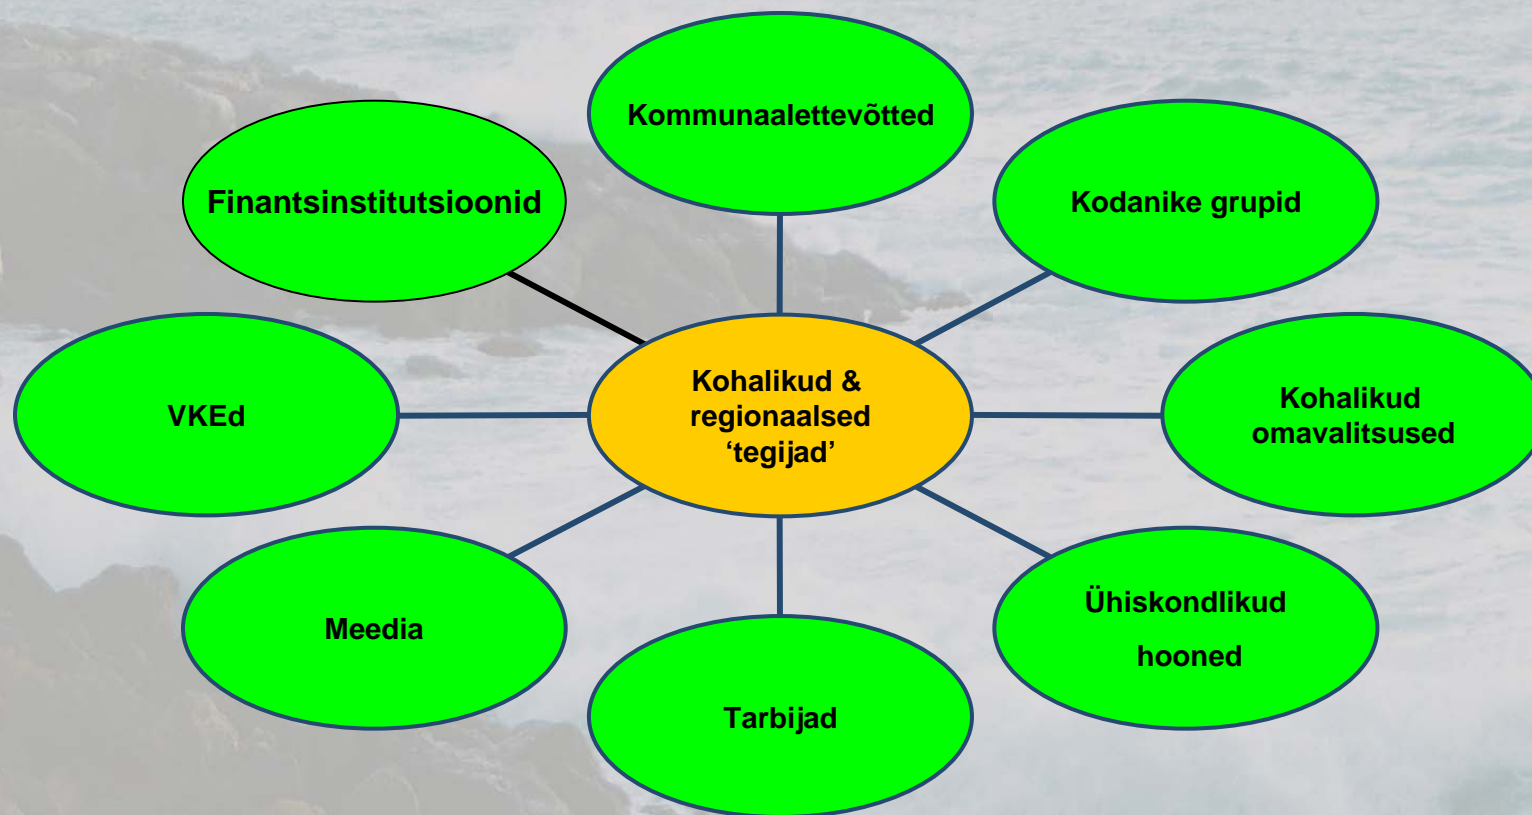 Kommunaalettevõtted
Finantsinstitutsioonid
Kodanike grupid
VKEd
Kohalikud &
regionaalsed
‘tegijad’
Kohalikud
omavalitsused
Meedia
Ühiskondlikud
hooned
Tarbijad